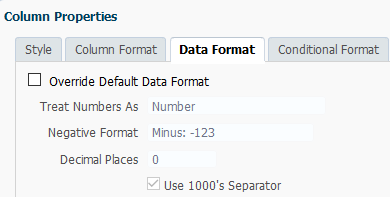 Column Properties
Style Column Format Data Format Conditional Format
Override Default Data Format
Treat Numbers As Number
Negative Format Minus: -123
Decimal Places 0
Use 1000's Separator